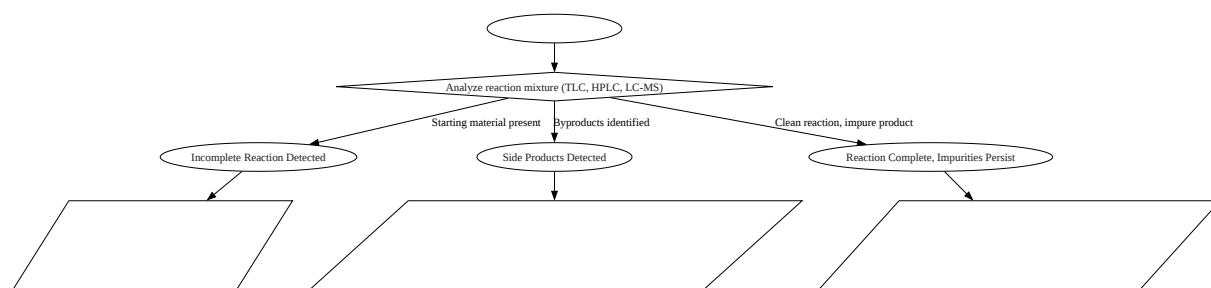 Analyze reaction mixture (TLC, HPLC, LC-MS)
Starting material present
Byproducts identified
Clean reaction, impure product
Incomplete Reaction Detected
Side Products Detected
Reaction Complete, Impurities Persist